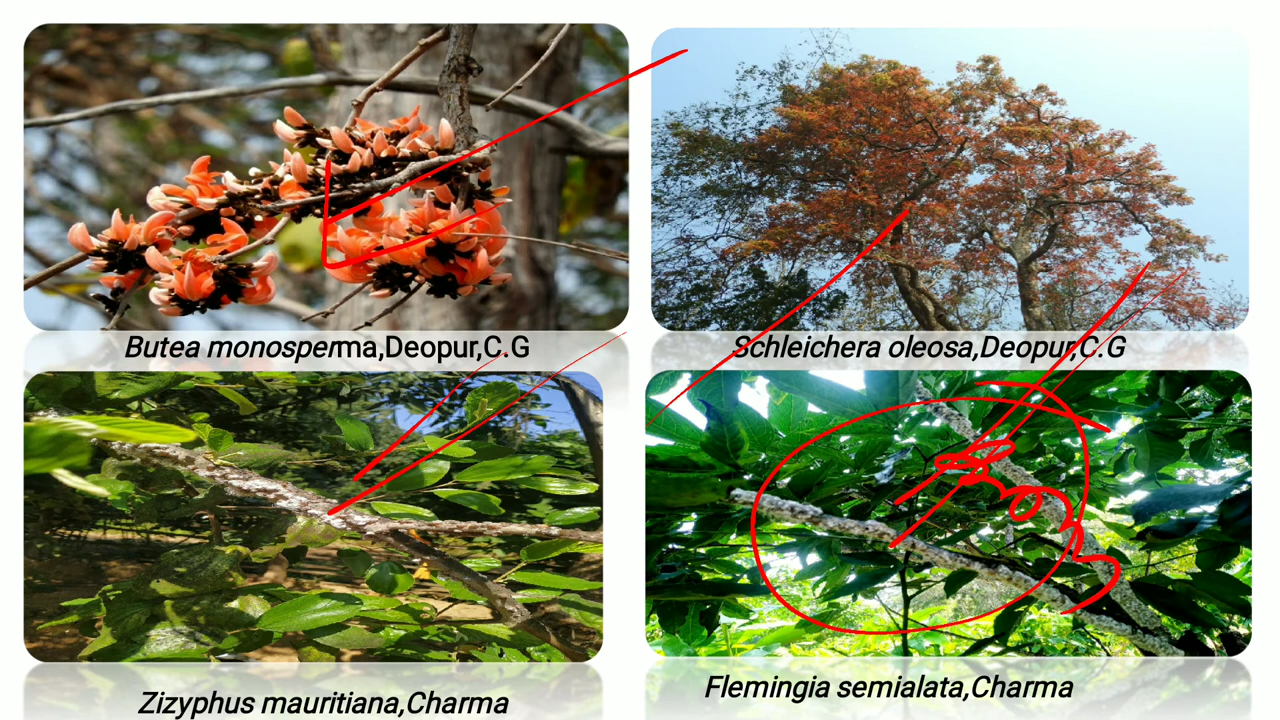 Butea monosperma,Deopur,C.G
Schleichera oleosa,Deopur,C.G
Zizyphus mauritiana,Charma
Flemingia semialata,Charma